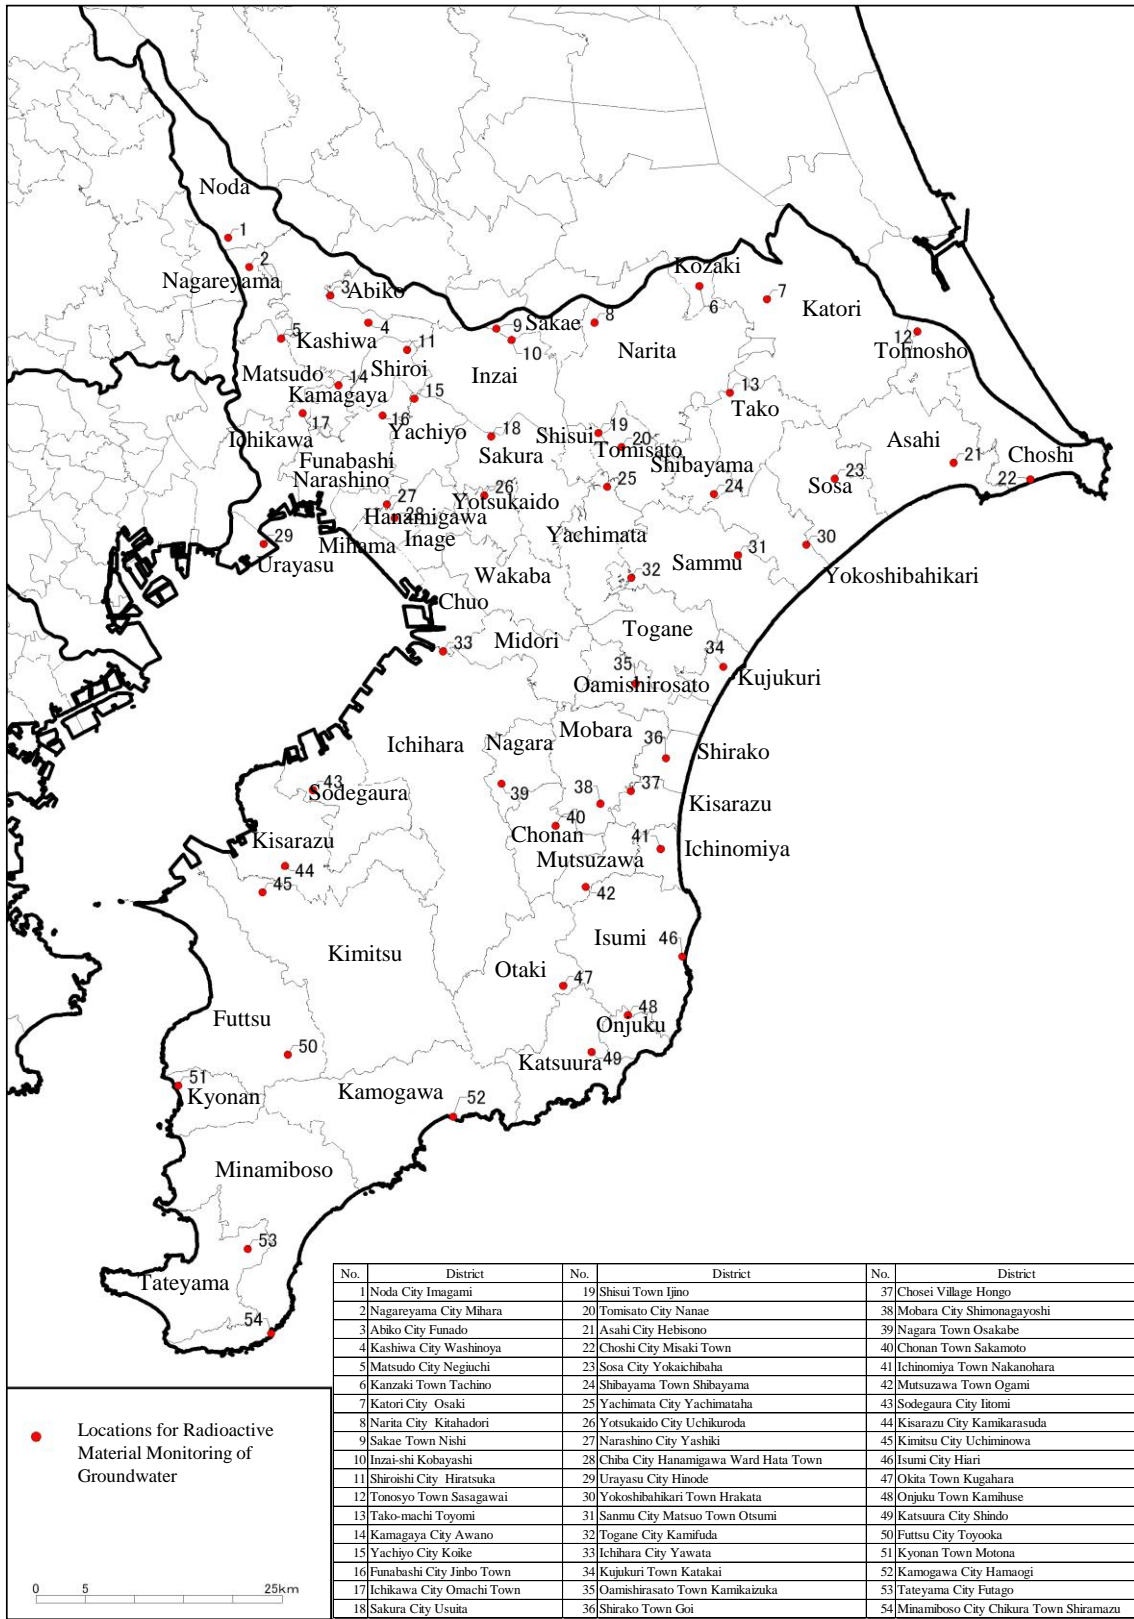 Noda
1
2
Nagareyama
3 Abiko
Kozaki
6
7
Katori
4
5
Kashiwa
11
9
Sakae
8
10
Narita
12
Tohnosho
Matsudo
Shiroi
Inzai
14
Kamagaya
15
13
Tako
17
16
Ichikawa
Yachiyo
18
Sakura
Shisui
19
20
Tomisato
Asahi
21
Choshi
22
Funabashi
Narashino
Shibayama
23
Sosa
24
25
26
Yotsukaido
27
28
Hanamigawa
Inage
Mihama
29
Urayasu
Yachimata
31
30
Sammu
Yokoshibahikari
Wakaba
32
Chuo
Midori
33
Togane
34
35
Oamishirosato
Kujukuri
Ichihara
Nagara
Mobara
36
Shirako
43
Sodegaura
39
38
37
Kisarazu
40
Chonan
41
Ichinomiya
Kisarazu
44
45
Mutsuzawa
42
Isumi
46
Kimitsu
Otaki
47
48
Onjuku
Futtsu
50
Katsuura
49
51
Kyonan
Kamogawa
52
Minamiboso
53
Tateyama
54
No. District No. District No. District
1 Noda City Imagami 19 Shisui Town Ijino 37 Chosei Village Hongo
2 Nagareyama City Mihara 20 Tomisato City Nanae 38 Mobara City Shimonagayoshi
3 Abiko City Funado 21 Asahi City Hebisono 39 Nagara Town Osakabe
4 Kashiwa City Washinoya 22 Choshi City Misaki Town 40 Chonan Town Sakamoto
5 Matsudo City Negiuchi 23 Sosa City Yokaichibaha 41 Ichinomiya Town Nakanohara
6 Kanzaki Town Tachino 24 Shibayama Town Shibayama 42 Mutsuzawa Town Ogami
7 Katori City Osaki 25 Yachimata City Yachimataha 43 Sodegaura City Iitomi
8 Narita City Kitahadori 26 Yotsukaido City Uchikuroda 44 Kisarazu City Kamikarasuda
9 Sakae Town Nishi 27 Narashino City Yashiki 45 Kimitsu City Uchiminowa
10 Inzai-shi Kobayashi 28 Chiba City Hanamigawa Ward Hata Town 46 Isumi City Hiari
11 Shiroishi City Hiratsuka 29 Urayasu City Hinode 47 Okita Town Kugahara
12 Tonosyo Town Sasagawai 30 Yokoshibahikari Town Hrakata 48 Onjuku Town Kamihuse
13 Tako-machi Toyomi 31 Sanmu City Matsuo Town Otsumi 49 Katsuura City Shindo
14 Kamagaya City Awano 32 Togane City Kamifuda 50 Futtsu City Toyooka
15 Yachiyo City Koike 33 Ichihara City Yawata 51 Kyonan Town Motona
16 Funabashi City Jinbo Town 34 Kujukuri Town Katakai 52 Kamogawa City Hamaogi
17 Ichikawa City Omachi Town 35 Oamishirasato Town Kamikaizuka 53 Tateyama City Futago
18 Sakura City Usuita 36 Shirako Town Goi 54 Minamiboso City Chikura Town Shiramazu
Locations for Radioactive
Material Monitoring of
Groundwater
0 5 25km